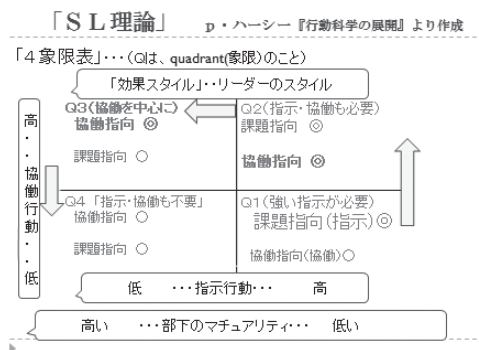 「ＳＬ理論」 ｐ・ハーシー『行動科学の展開』より作成
「４象限表」・・・（Qは、quadrant(象限)のこと）
「効果スタイル」・・リーダーのスタイル
高・・協働行動・・低
Q3(協働を中心に)
協働指向 ◎
課題指向 〇
Q2(指示・協働も必要)
課題指向 ◎
協働指向 ◎
Q4「指示・協働も不要」
協働指向 〇
課題指向 〇
Q1(強い指示が必要)
課題指向(指示)◎
協働指向(協働)〇
低 ・・・指示行動・・・ 高
高い ・・・部下のマチュアリティ・・・ 低い